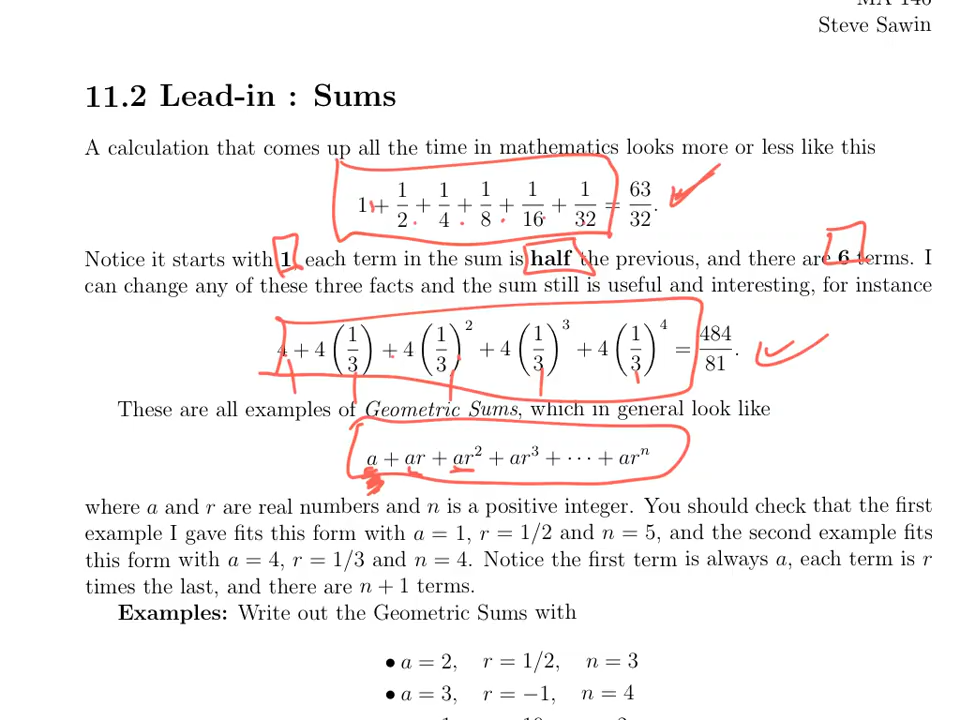 Steve Sawin
11.2 Lead-in : Sums
A calculation that comes up all the time in mathematics looks more or less like this
1 + 1/2 + 1/4 + 1/8 + 1/16 + 1/32 = 63/32.
Notice it starts with 1, each term in the sum is half the previous, and there are 6 terms. I
can change any of these three facts and the sum still is useful and interesting, for instance
4 + 4(1/3) + 4(1/3)^2 + 4(1/3)^3 + 4(1/3)^4 = 484/81.
These are all examples of Geometric Sums, which in general look like
a + ar + ar^2 + ar^3 + ··· + ar^n
where a and r are real numbers and n is a positive integer. You should check that the first
example I gave fits this form with a = 1, r = 1/2 and n = 5, and the second example fits
this form with a = 4, r = 1/3 and n = 4. Notice the first term is always a, each term is r
times the last, and there are n + 1 terms.
Examples: Write out the Geometric Sums with
• a = 2, r = 1/2, n = 3
• a = 3, r = −1, n = 4